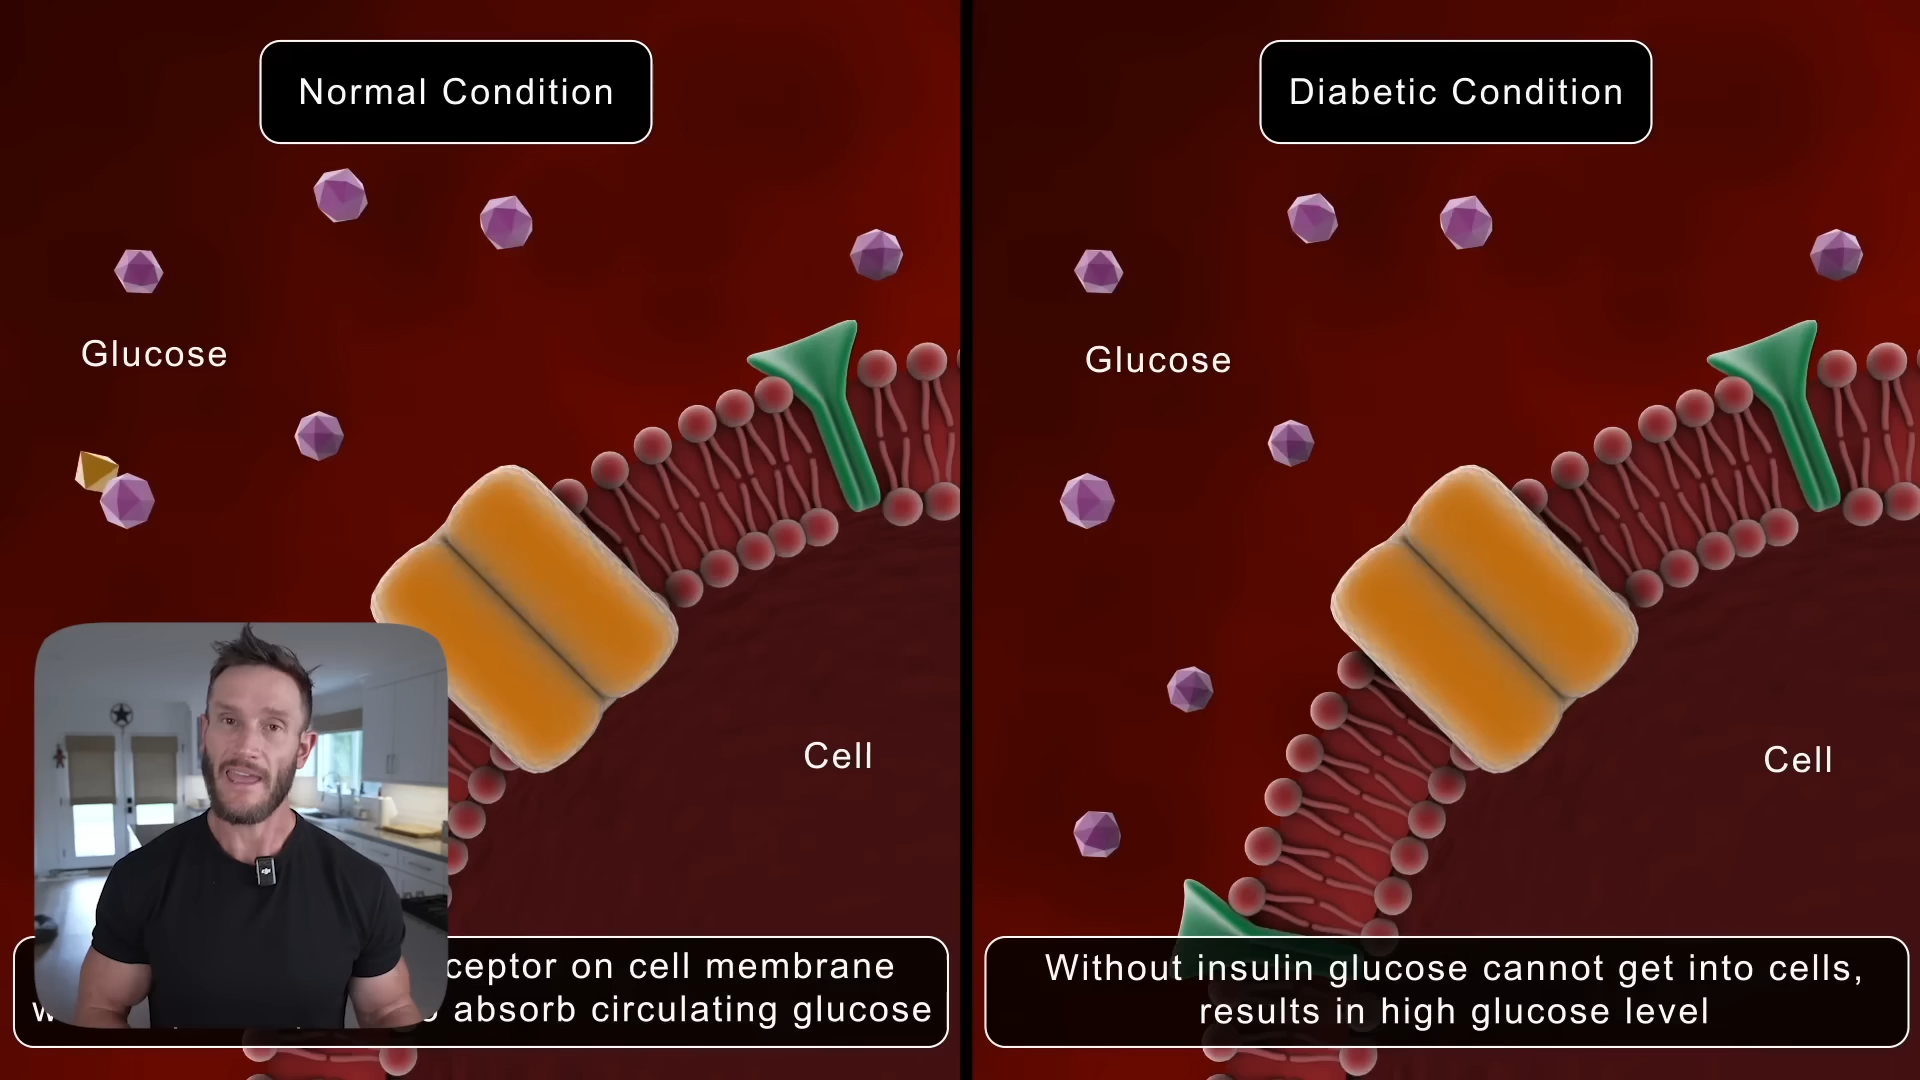 Normal Condition
Glucose
Cell
ceptor on cell membrane
absorb circulating glucose
Diabetic Condition
Glucose
Cell
Without insulin glucose cannot get into cells,
results in high glucose level